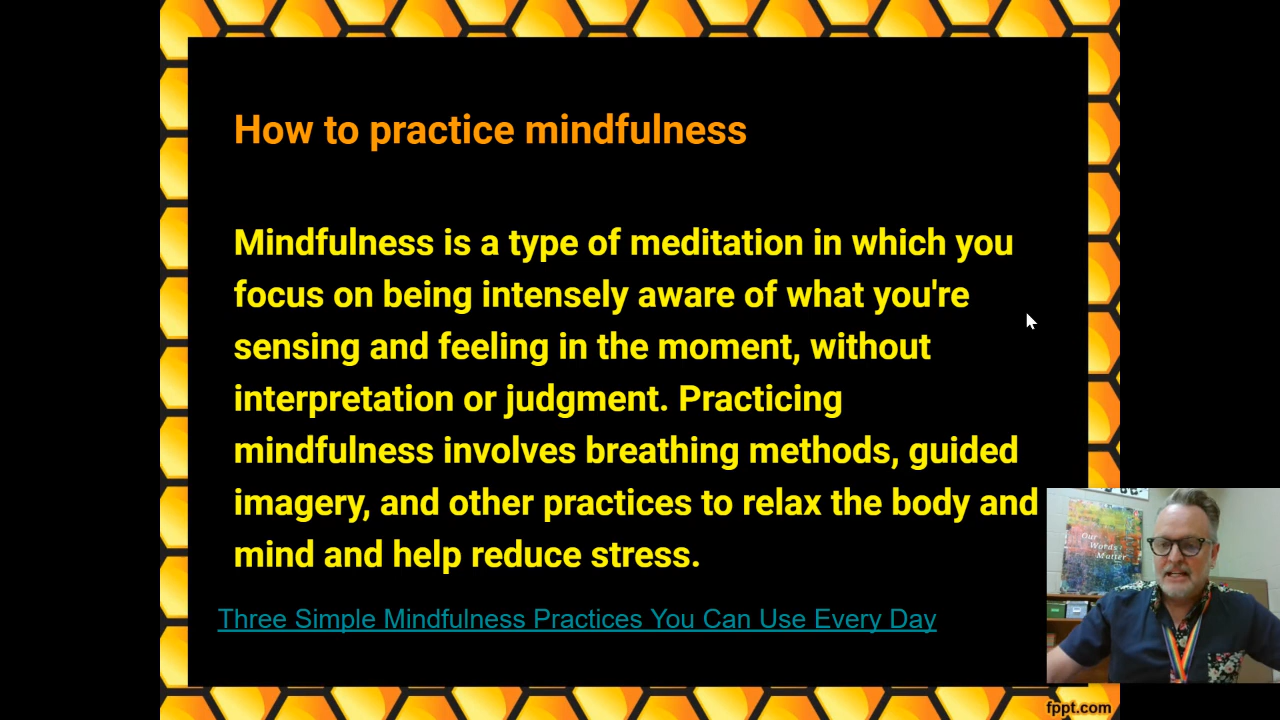 How to practice mindfulness
Mindfulness is a type of meditation in which you
focus on being intensely aware of what you're
sensing and feeling in the moment, without
interpretation or judgment. Practicing
mindfulness involves breathing methods, guided
imagery, and other practices to relax the body and
mind and help reduce stress.
Three Simple Mindfulness Practices You Can Use Every Day
Our
Words
Matter
fppt.com